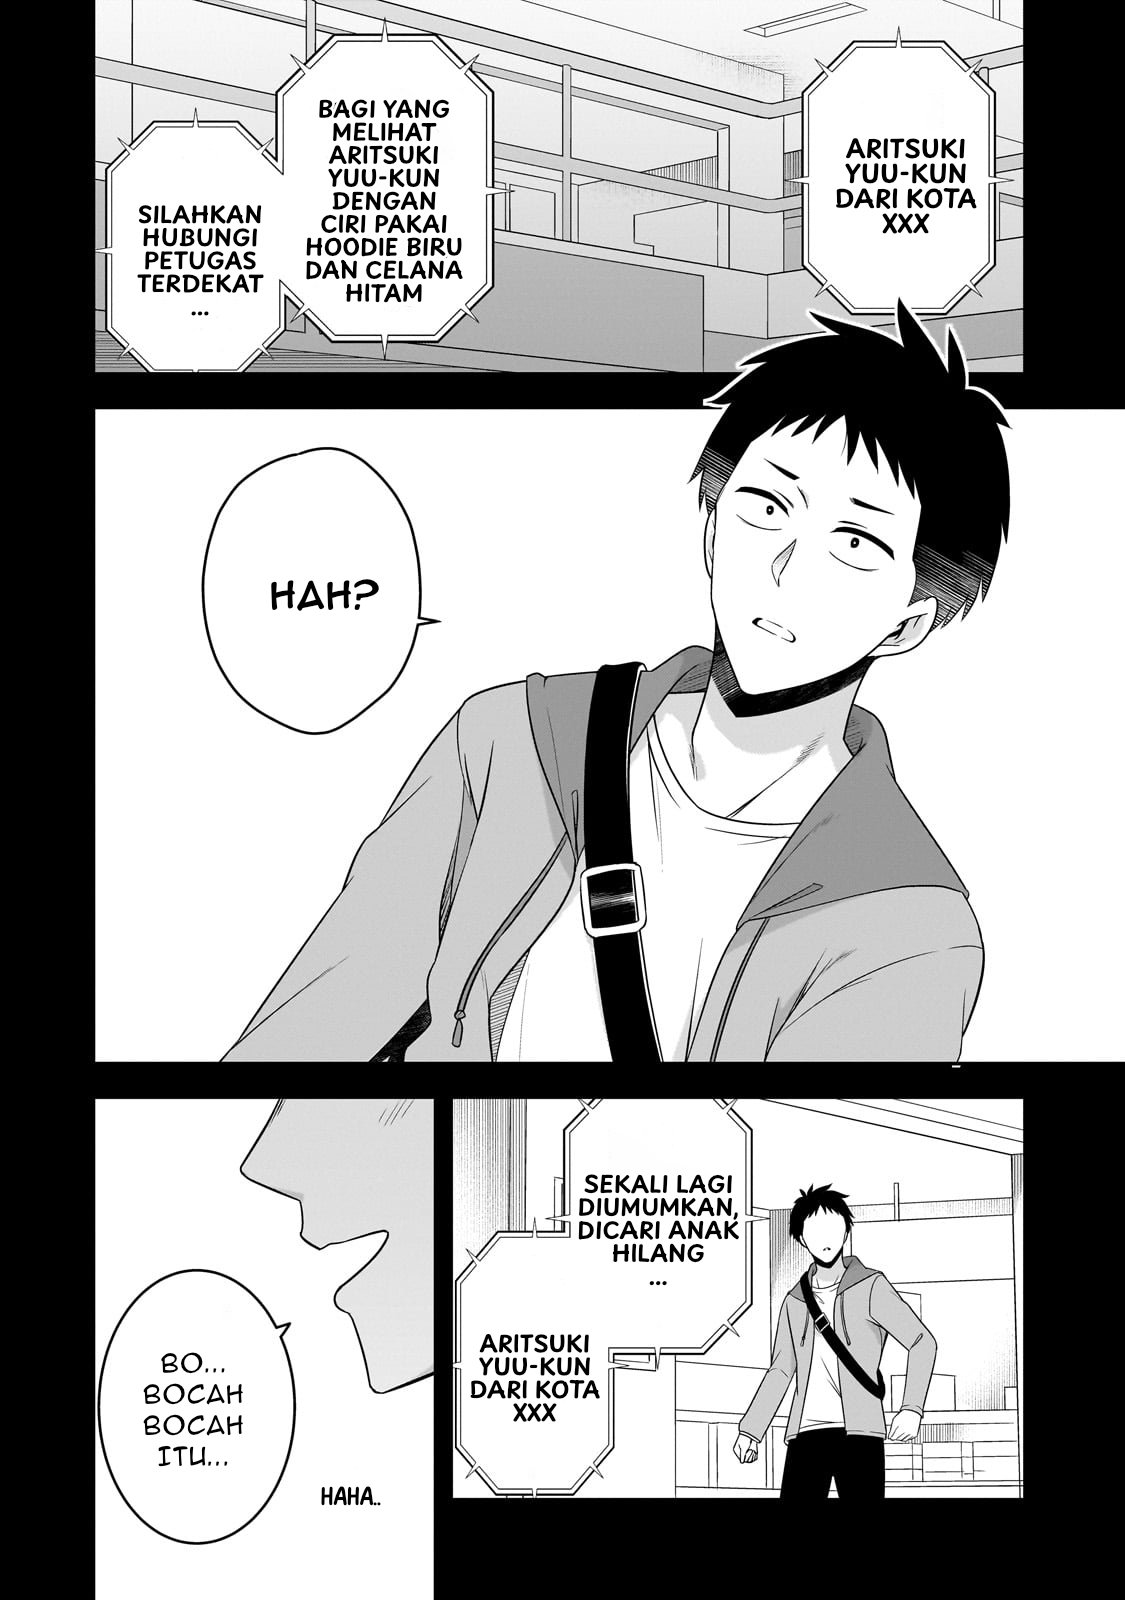 ARITSUKI
YUU-KUN
DARI KOTA
XXX
BAGI YANG
MELIHAT
ARITSUKI
YUU-KUN
DENGAN
CIRI PAKAI
HOODIE BIRU
DAN CELANA
HITAM
SILAHKAN
HUBUNGI
PETUGAS
TERDEKAT
...
HAH?
SEKALI LAGI
DIUMUMKAN,
DICARI ANAK
HILANG
...
ARITSUKI
YUU-KUN
DARI KOTA
XXX
BO...
BOCAH
BOCAH
ITU...
HAHA..